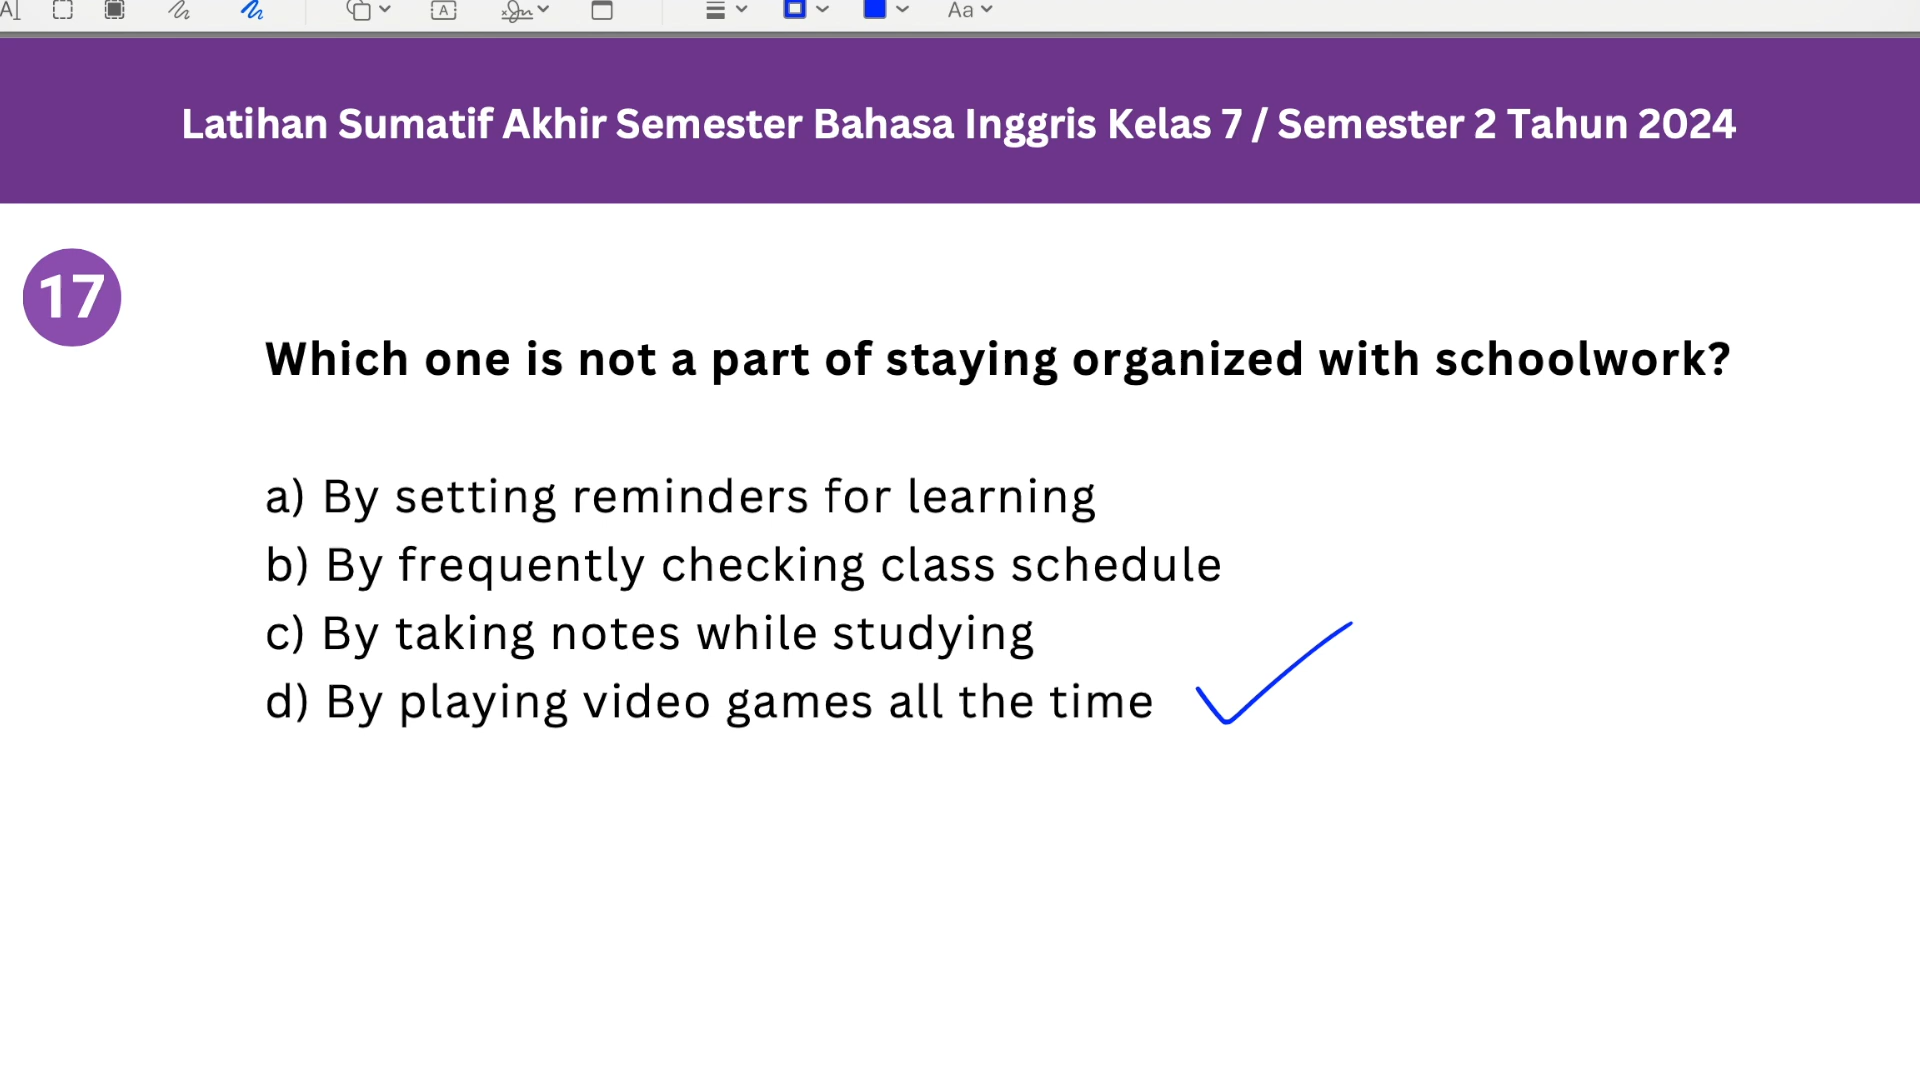 Aa
Latihan Sumatif Akhir Semester Bahasa Inggris Kelas 7 / Semester 2 Tahun 2024
17
Which one is not a part of staying organized with schoolwork?
a) By setting reminders for learning
b) By frequently checking class schedule
c) By taking notes while studying
d) By playing video games all the time